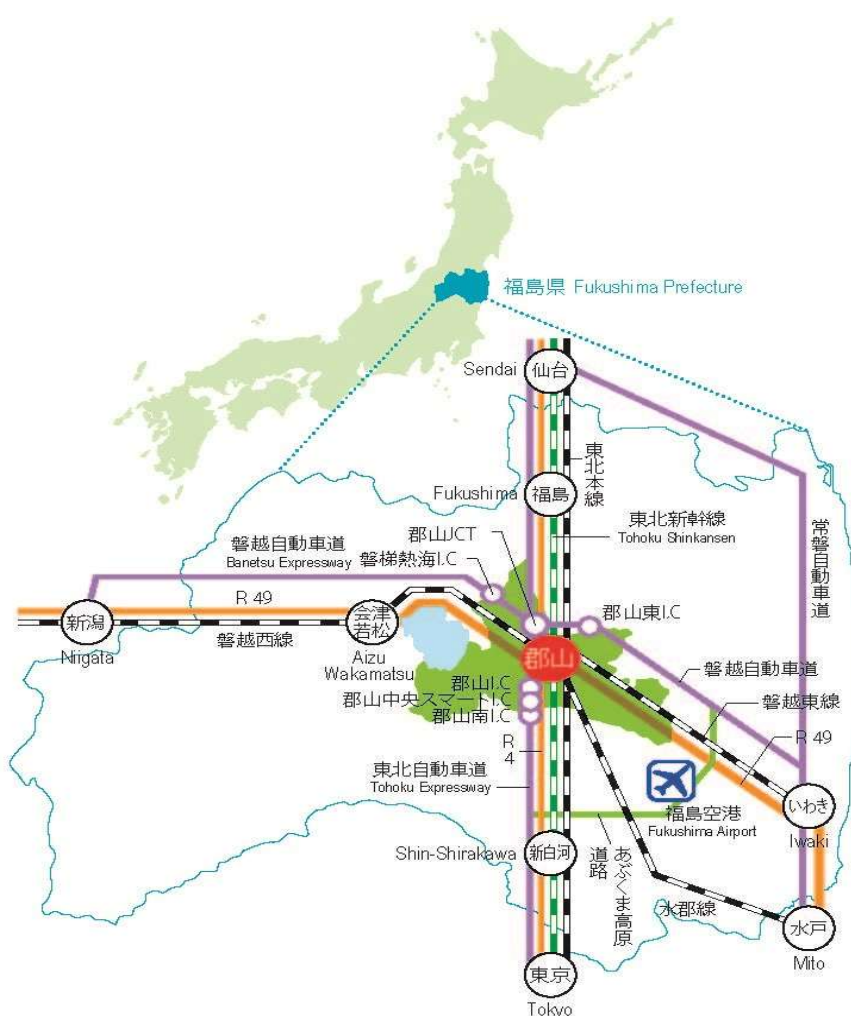 福島県 Fukushima Prefecture
Sendai
仙台
東北本線
Fukushima
福島
郡山JCT
東北新幹線
Tohoku Shinkansen
常磐自動車道
磐越自動車道
Banetsu Expressway
磐梯熱海I.C
R 49
郡山東I.C
新潟
Niigata
磐越西線
会津
若松
Aizu
Wakamatsu
郡山
郡山I.C
郡山中央スマートI.C
郡山南I.C
磐越自動車道
磐越東線
R 49
R
4
東北自動車道
Tohoku Expressway
福島空港
Fukushima Airport
いわき
Iwaki
Shin-Shirakawa
新白河
あぶくま高原
道路
水郡線
水戸
Mito
東京
Tokyo